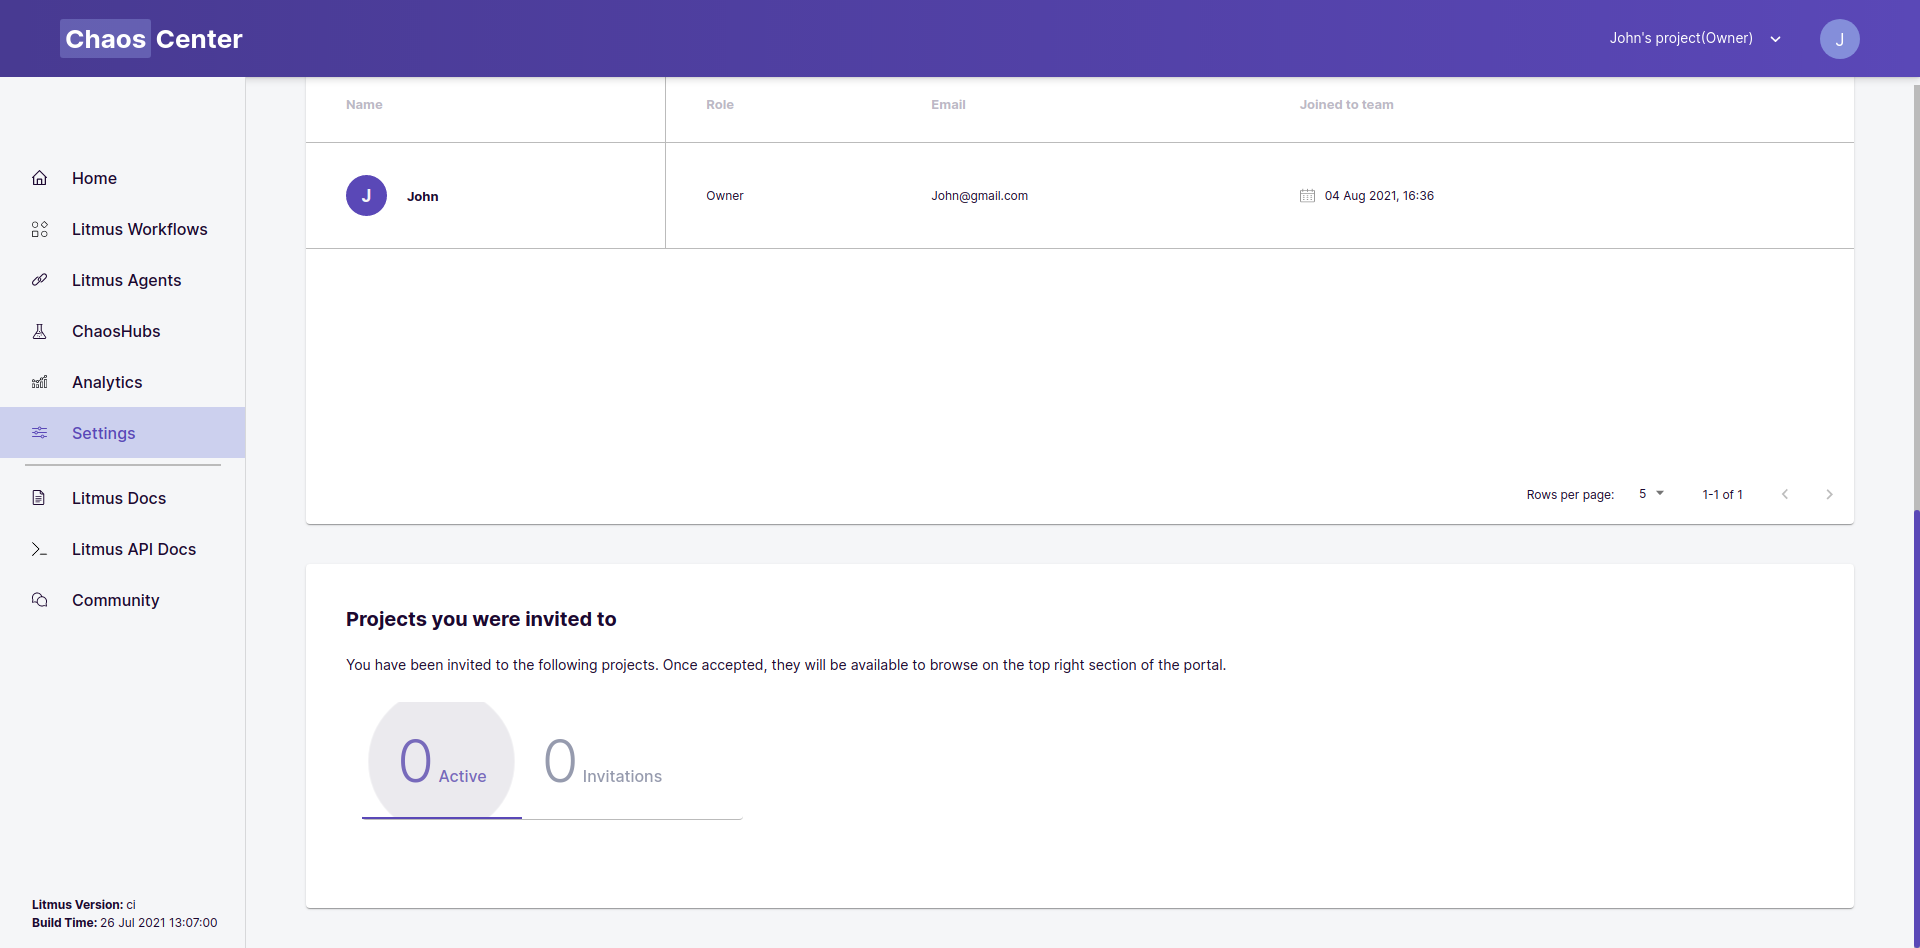 Chaos Center
John's project(Owner)
J
Home
Litmus Workflows
Litmus Agents
ChaosHubs
Analytics
Settings
Litmus Docs
Litmus API Docs
Community
Litmus Version: ci
Build Time: 26 Jul 2021 13:07:00
Name Role Email Joined to team
J John Owner John@gmail.com 04 Aug 2021, 16:36
Rows per page: 5 1-1 of 1
Projects you were invited to
You have been invited to the following projects. Once accepted, they will be available to browse on the top right section of the portal.
0 Active 0 Invitations